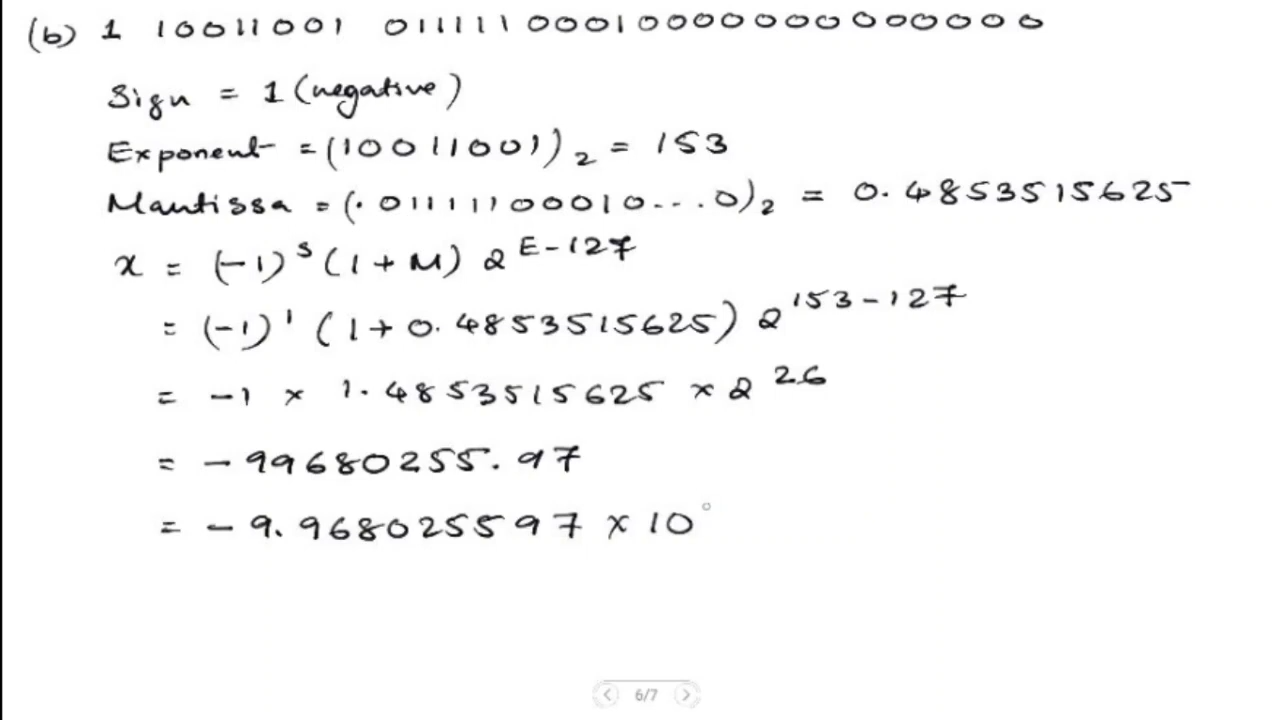 (b) 1 10011001 01111100010000000000000
Sign = 1 (negative)
Exponent = (10011001)₂ = 153
Mantissa = (.01111100010...0)₂ = 0.4853515625
x = (-1)ˢ (1 + M) 2^E-127
= (-1)¹ (1 + 0.4853515625) 2^153-127
= -1 × 1.4853515625 × 2^26
= -99680255.97
= -9.968025597 × 10
6/7